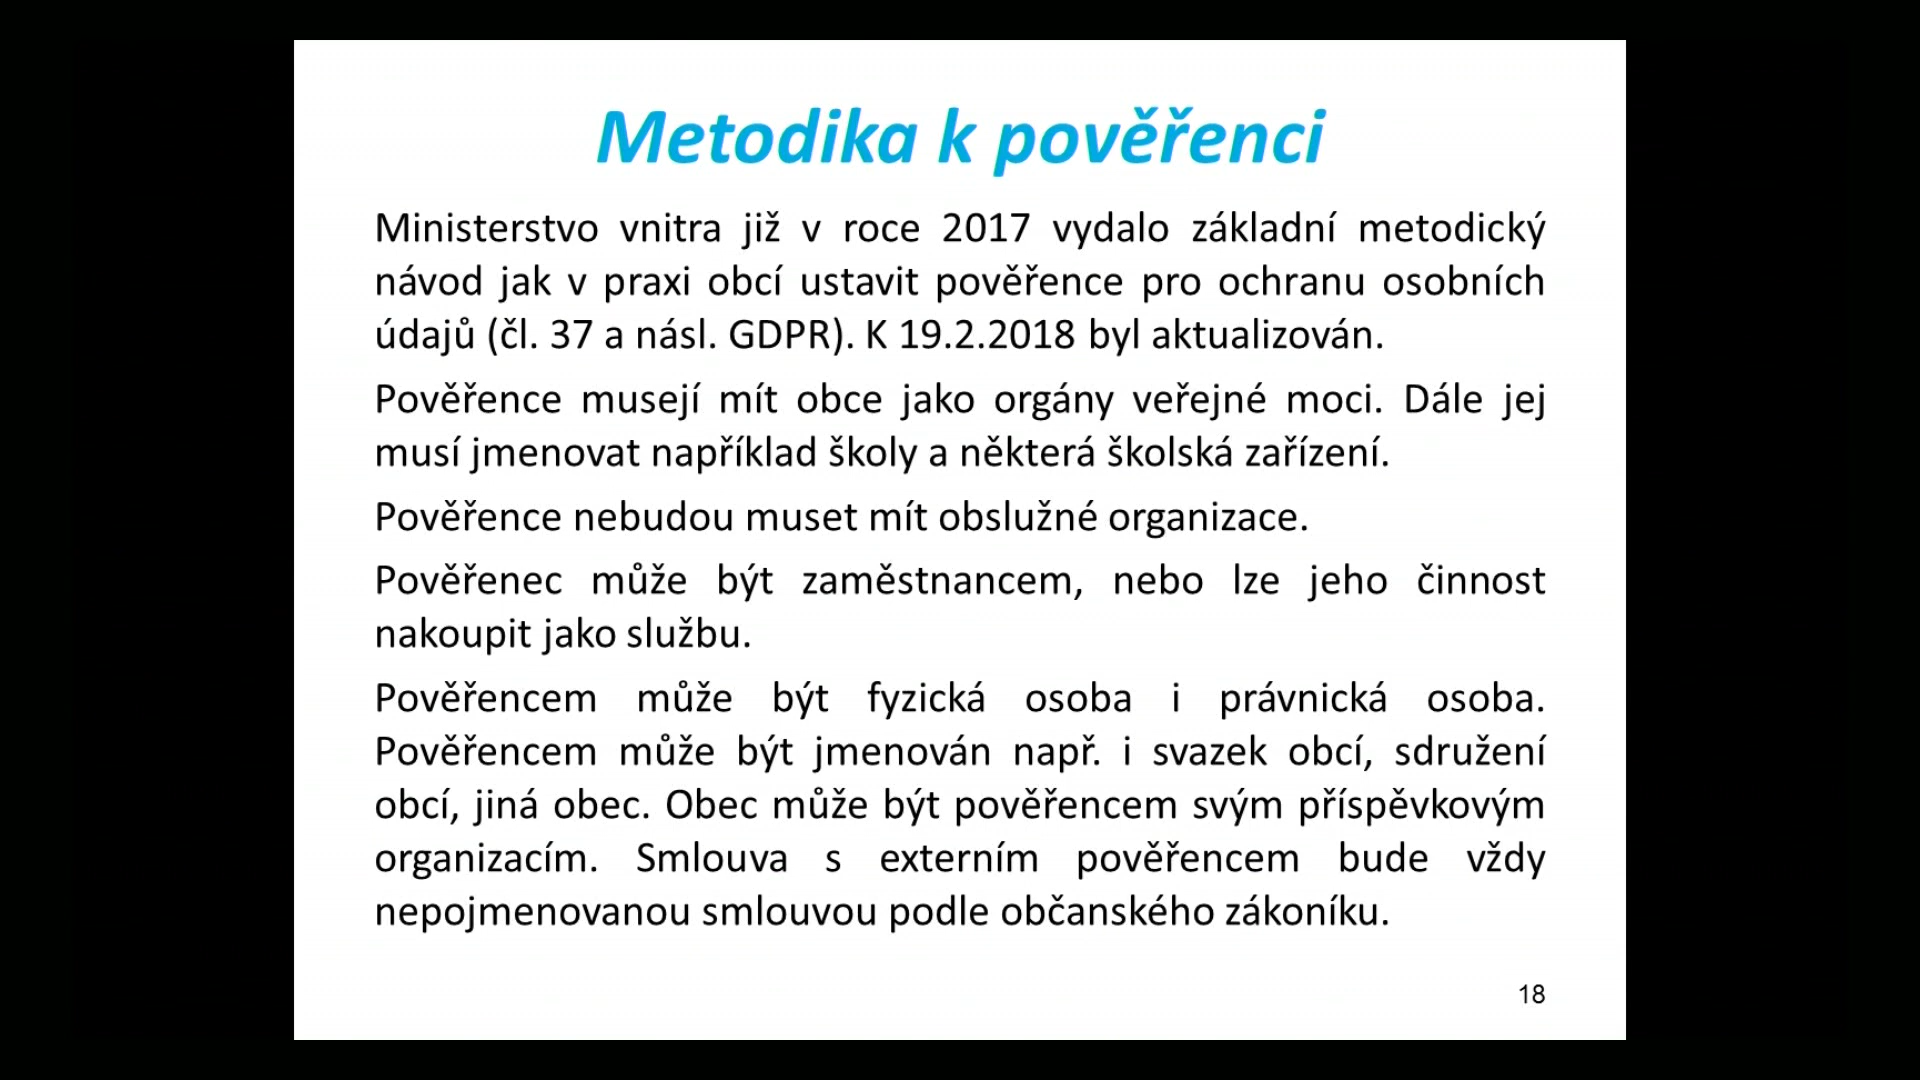 Metodika k pověřenci
Ministerstvo vnitra již v roce 2017 vydalo základní metodický
návod jak v praxi obcí ustavit pověřence pro ochranu osobních
údajů (čl. 37 a násl. GDPR). K 19.2.2018 byl aktualizován.
Pověřence musejí mít obce jako orgány veřejné moci. Dále jej
musí jmenovat například školy a některá školská zařízení.
Pověřence nebudou muset mít obslužné organizace.
Pověřenec může být zaměstnancem, nebo lze jeho činnost
nakoupit jako službu.
Pověřencem může být fyzická osoba i právnická osoba.
Pověřencem může být jmenován např. i svazek obcí, sdružení
obcí, jiná obec. Obec může být pověřencem svým příspěvkovým
organizacím. Smlouva s externím pověřencem bude vždy
nepojmenovanou smlouvou podle občanského zákoníku.
18